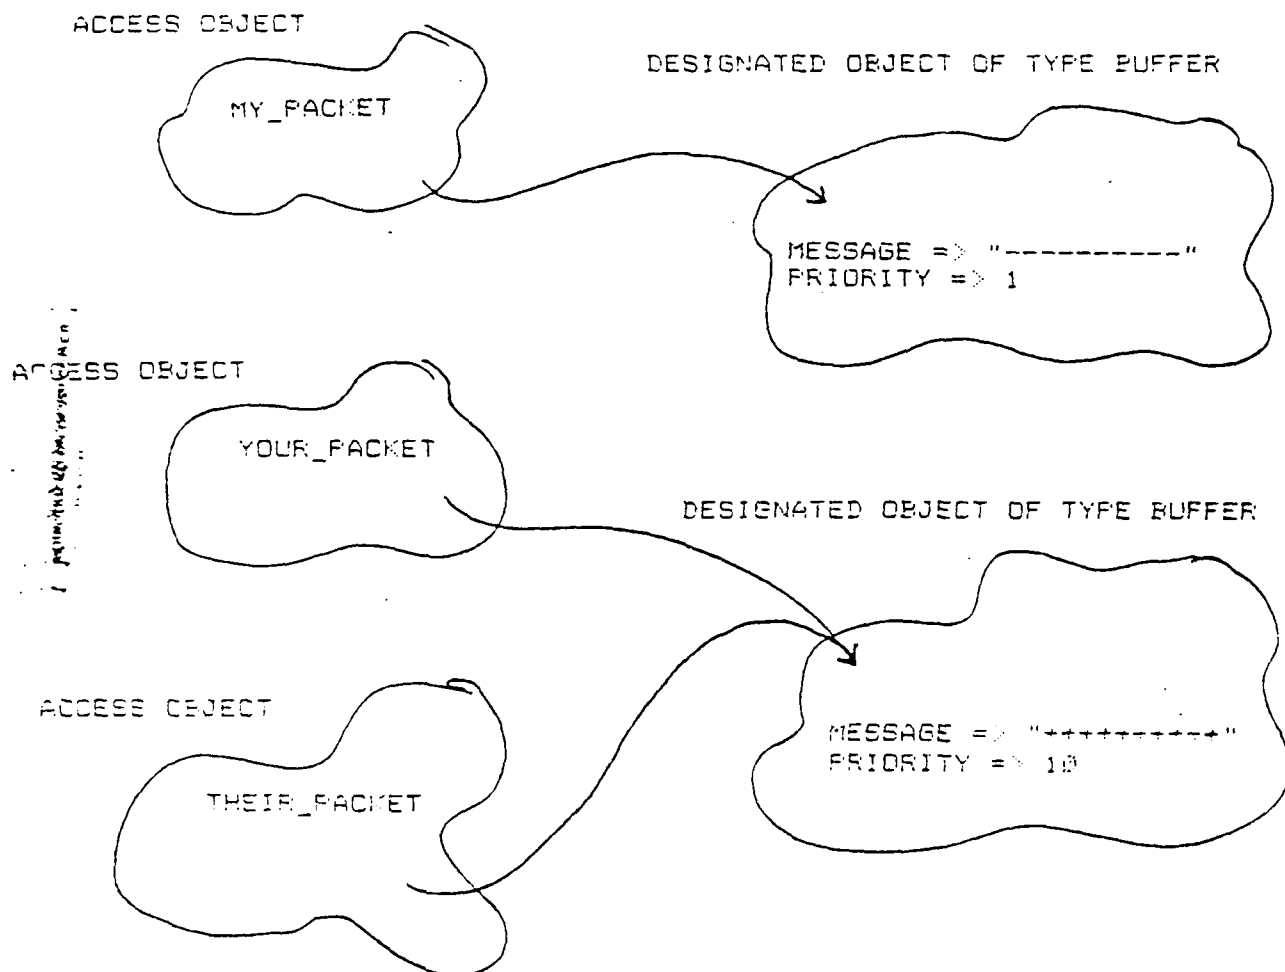 ACCESS OBJECT
DESIGNATED OBJECT OF TYPE BUFFER
MY_PACKET
MESSAGE => "----------"
PRIORITY => 1
ACCESS OBJECT
YOUR_PACKET
DESIGNATED OBJECT OF TYPE BUFFER
ACCESS OBJECT
MESSAGE => "++++++++++"
PRIORITY => 10
THEIR_PACKET